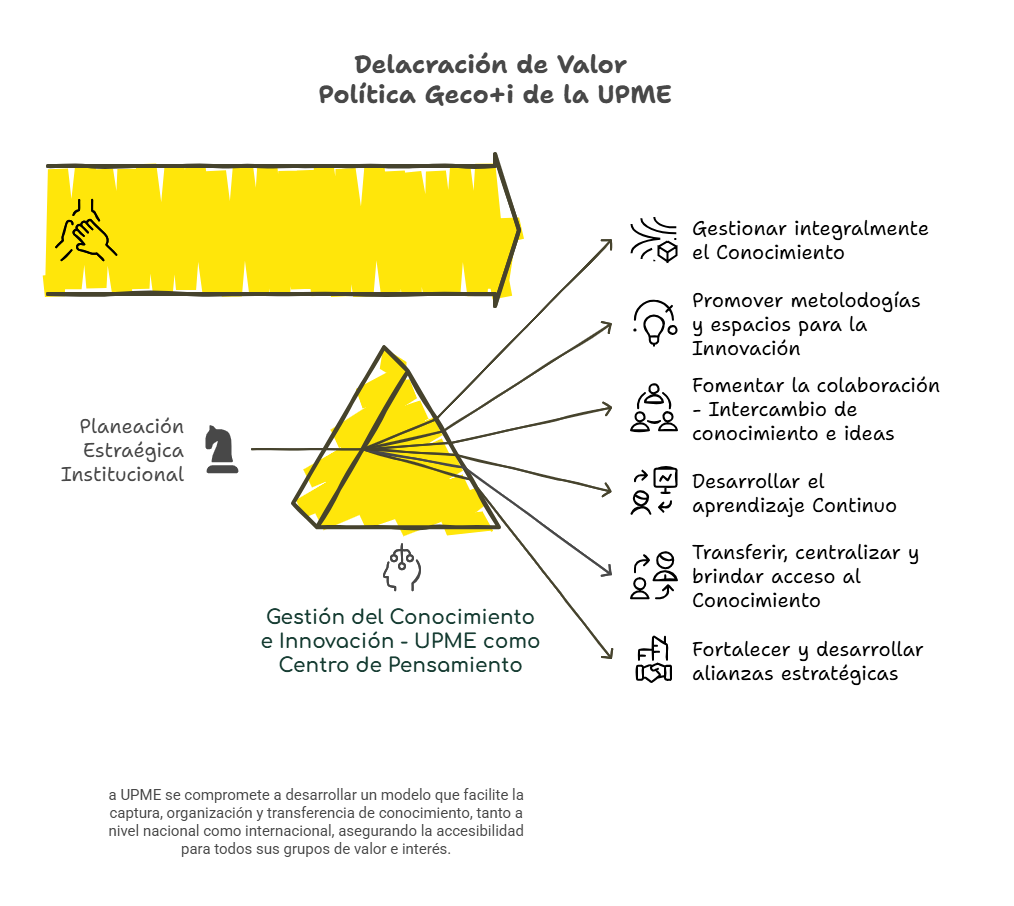 Delacración de Valor
Política Geco+i de la UPME
Gestionar integralmente
el Conocimiento
Promover metolodogías
y espacios para la
Innovación
Fomentar la colaboración
- Intercambio de
conocimiento e ideas
Planeación
Estraégica
Institucional
Desarrollar el
aprendizaje Continuo
Transferir, centralizar y
brindar acceso al
Conocimiento
Gestión del Conocimiento
e Innovación - UPME como
Centro de Pensamiento
Fortalecer y desarrollar
alianzas estratégicas
a UPME se compromete a desarrollar un modelo que facilite la
captura, organización y transferencia de conocimiento, tanto a
nivel nacional como internacional, asegurando la accesibilidad
para todos sus grupos de valor e interés.